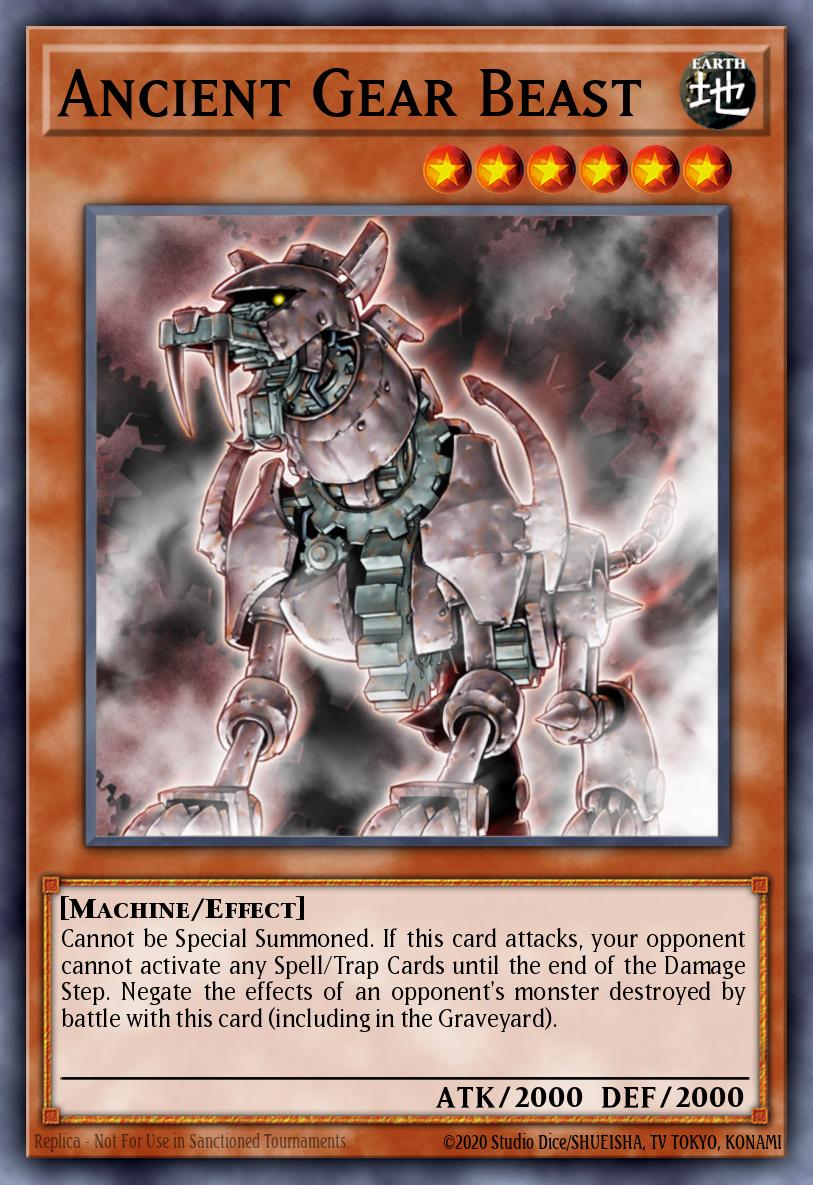 Ancient Gear Beast
EARTH
地
[Machine/Effect]
Cannot be Special Summoned. If this card attacks, your opponent
cannot activate any Spell/Trap Cards until the end of the Damage
Step. Negate the effects of an opponent's monster destroyed by
battle with this card (including in the Graveyard).
ATK/2000 DEF/2000
Replica - Not For Use in Sanctioned Tournaments.
©2020 Studio Dice/SHUEISHA, TV TOKYO, KONAMI